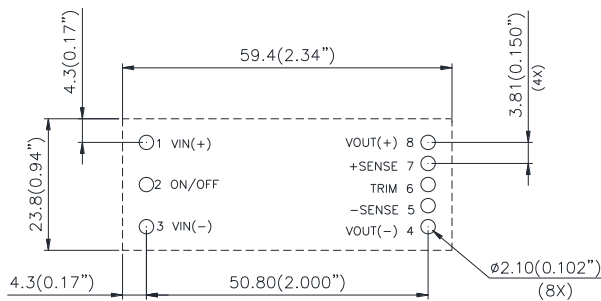 59.4(2.34")
4.3(0.17")
3.81(0.150")
(4X)
1 VIN(+)
VOUT(+) 8
+SENSE 7
2 ON/OFF
TRIM 6
-SENSE 5
3 VIN(-)
VOUT(-) 4
23.8(0.94")
4.3(0.17")
50.80(2.000")
ø2.10(0.102")
(8X)